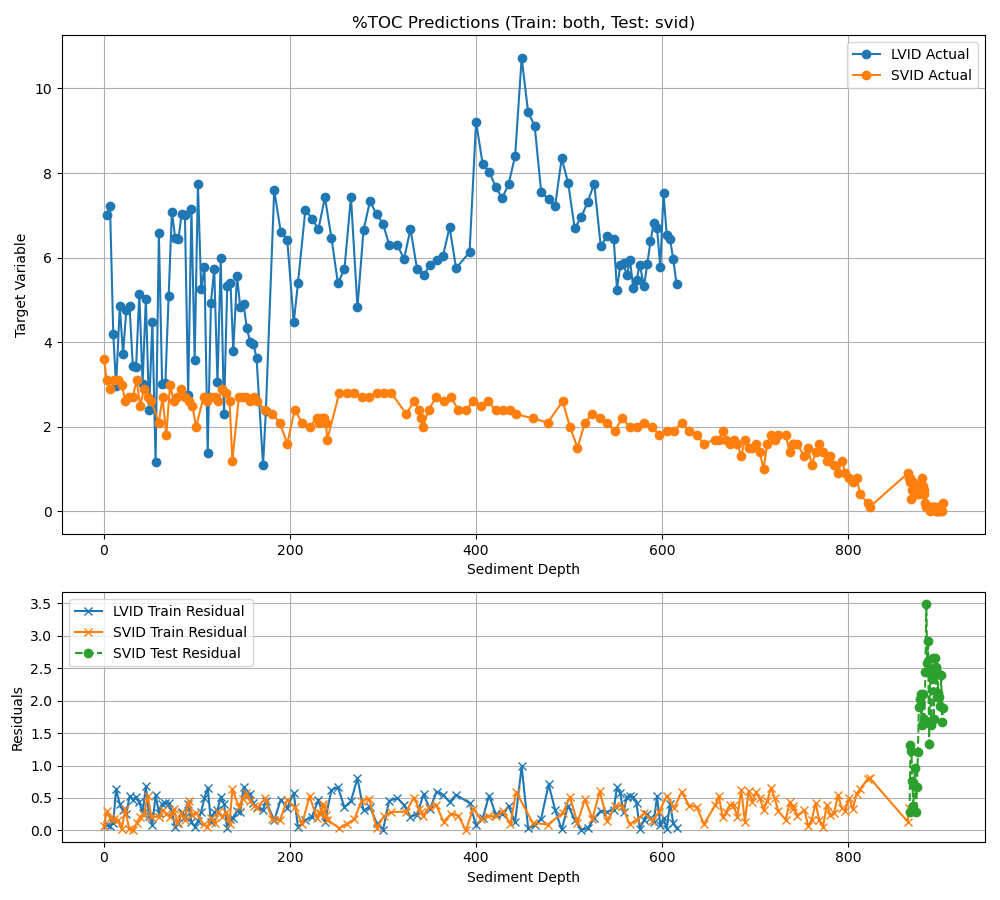 %TOC Predictions (Train: both, Test: svid)
LVID Actual
SVID Actual
Target Variable
10
8
6
4
2
0
0 200 400 600 800
Sediment Depth
LVID Train Residual
SVID Train Residual
SVID Test Residual
Residuals
3.5
3.0
2.5
2.0
1.5
1.0
0.5
0.0
0 200 400 600 800
Sediment Depth